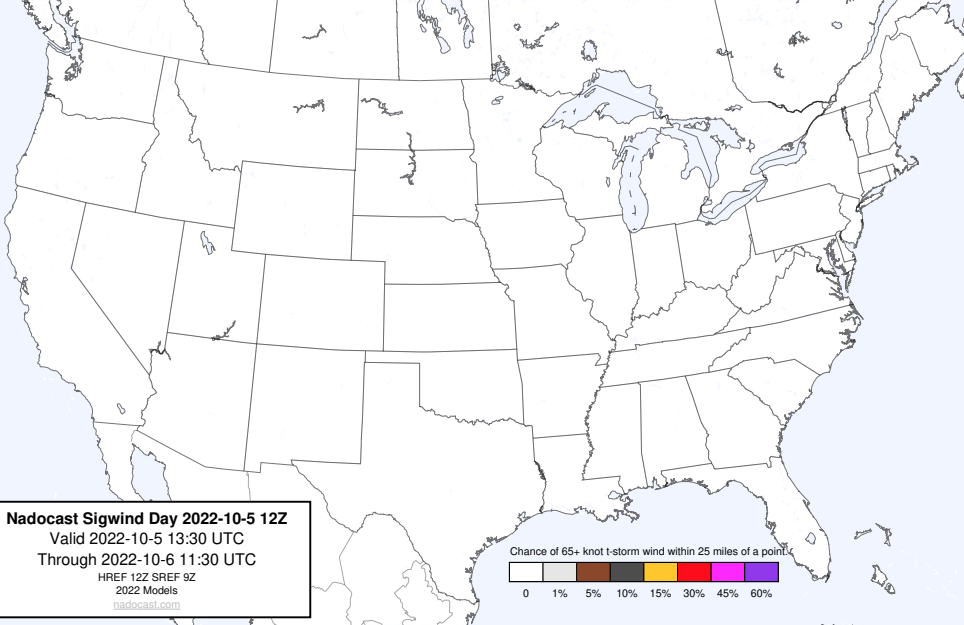 Nadocast Sigwind Day 2022-10-5 12Z
Valid 2022-10-5 13:30 UTC
Through 2022-10-6 11:30 UTC
HREF 12Z SREF 9Z
2022 Models
nadocast.com
Chance of 65+ knot t-storm wind within 25 miles of a point.
0 1% 5% 10% 15% 30% 45% 60%